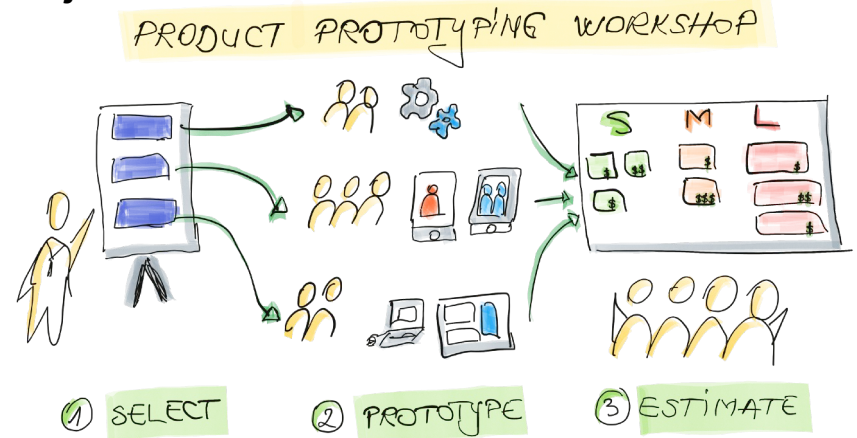 PRODUCT PROTOTYPING WORKSHOP
S M L
$ $$ $ $
$ $$$ $$
$
1 SELECT
2 PROTOTYPE
3 ESTIMATE